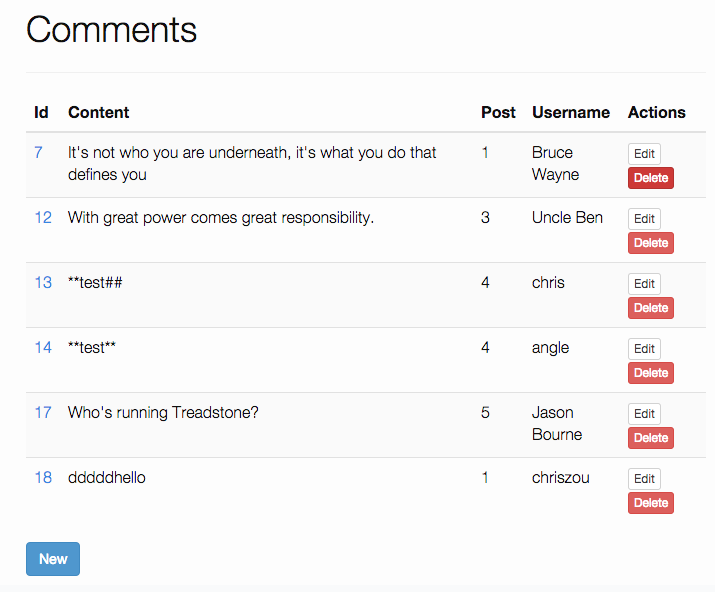 Comments
Id Content Post Username Actions
7 It's not who you are underneath, it's what you do that 1 Bruce Edit
defines you Wayne Delete
12 With great power comes great responsibility. 3 Uncle Ben Edit
Delete
13 **test## 4 chris Edit
Delete
14 **test** 4 angle Edit
Delete
17 Who's running Treadstone? 5 Jason Edit
Bourne Delete
18 dddddhello 1 chriszou Edit
Delete
New